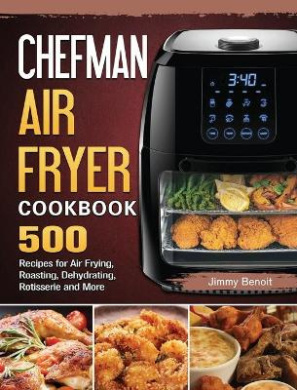 CHEFMAN
AIR
FRYER
COOKBOOK
500
Recipes for Air Frying,
Roasting, Dehydrating,
Rotisserie and More
3:40
Jimmy Benoit